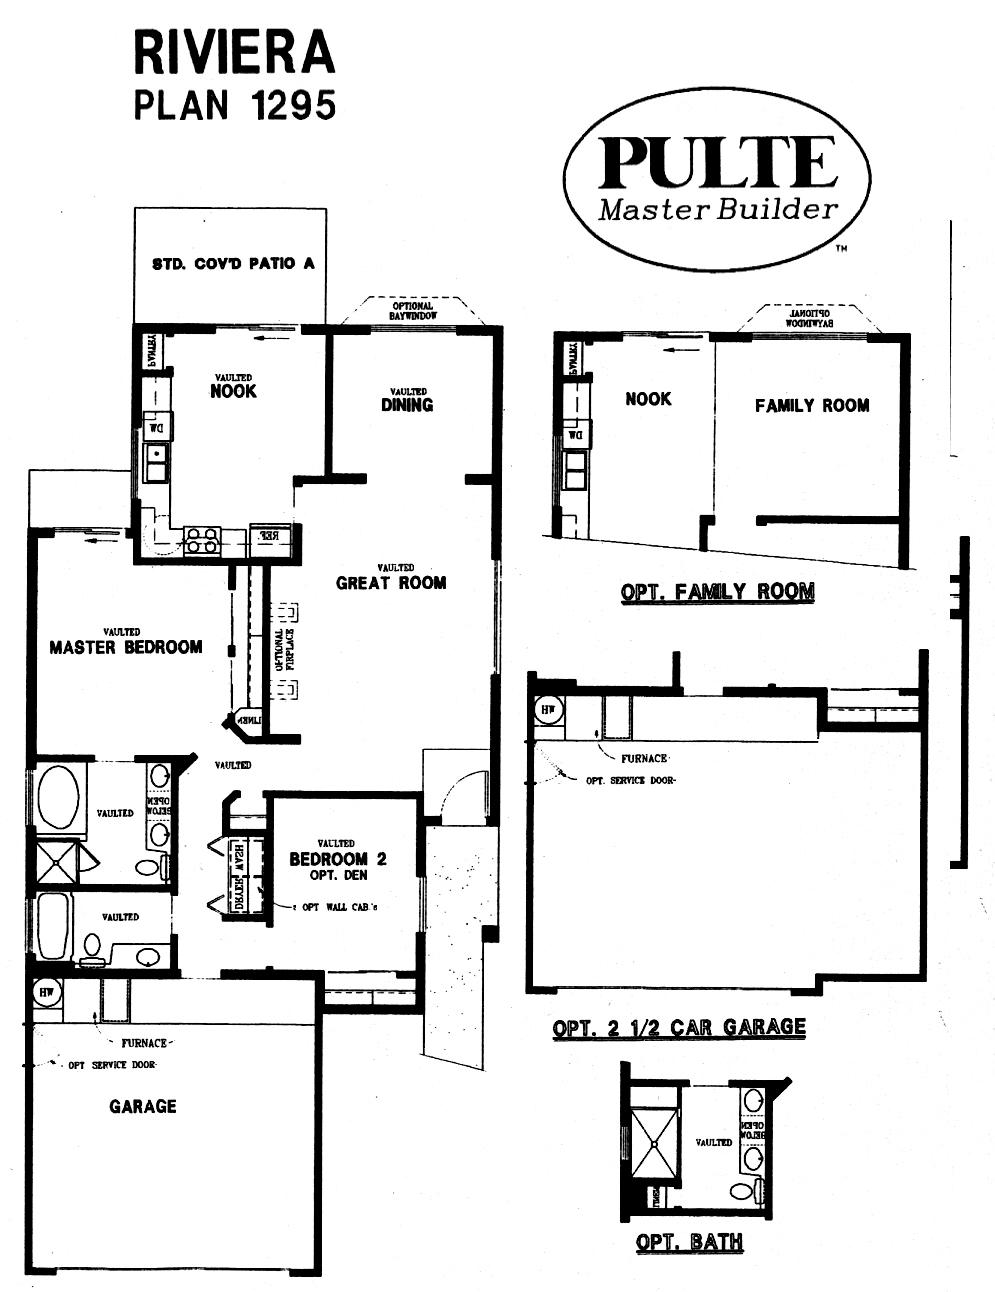 RIVIERA
PLAN 1295
PULTE
Master Builder
TM
STD. COV'D PATIO A
OPTIONAL
BAYWINDOW
PANTRY
VAULTED
NOOK
VAULTED
DINING
DW
REF.
VAULTED
GREAT ROOM
OPTIONAL
FIREPLACE
VAULTED
MASTER BEDROOM
LINEN
VAULTED
VAULTED
OPEN
BELOW
VAULTED
BEDROOM 2
OPT. DEN
WASH
DRYER
OPT WALL CAB.'S
VAULTED
WH
FURNACE
OPT SERVICE DOOR
GARAGE
OPTIONAL
BAYWINDOW
PANTRY
NOOK
FAMILY ROOM
DW
OPT. FAMILY ROOM
WH
FURNACE
OPT. SERVICE DOOR
OPT. 2 1/2 CAR GARAGE
OPEN
BELOW
VAULTED
LINEN
OPT. BATH